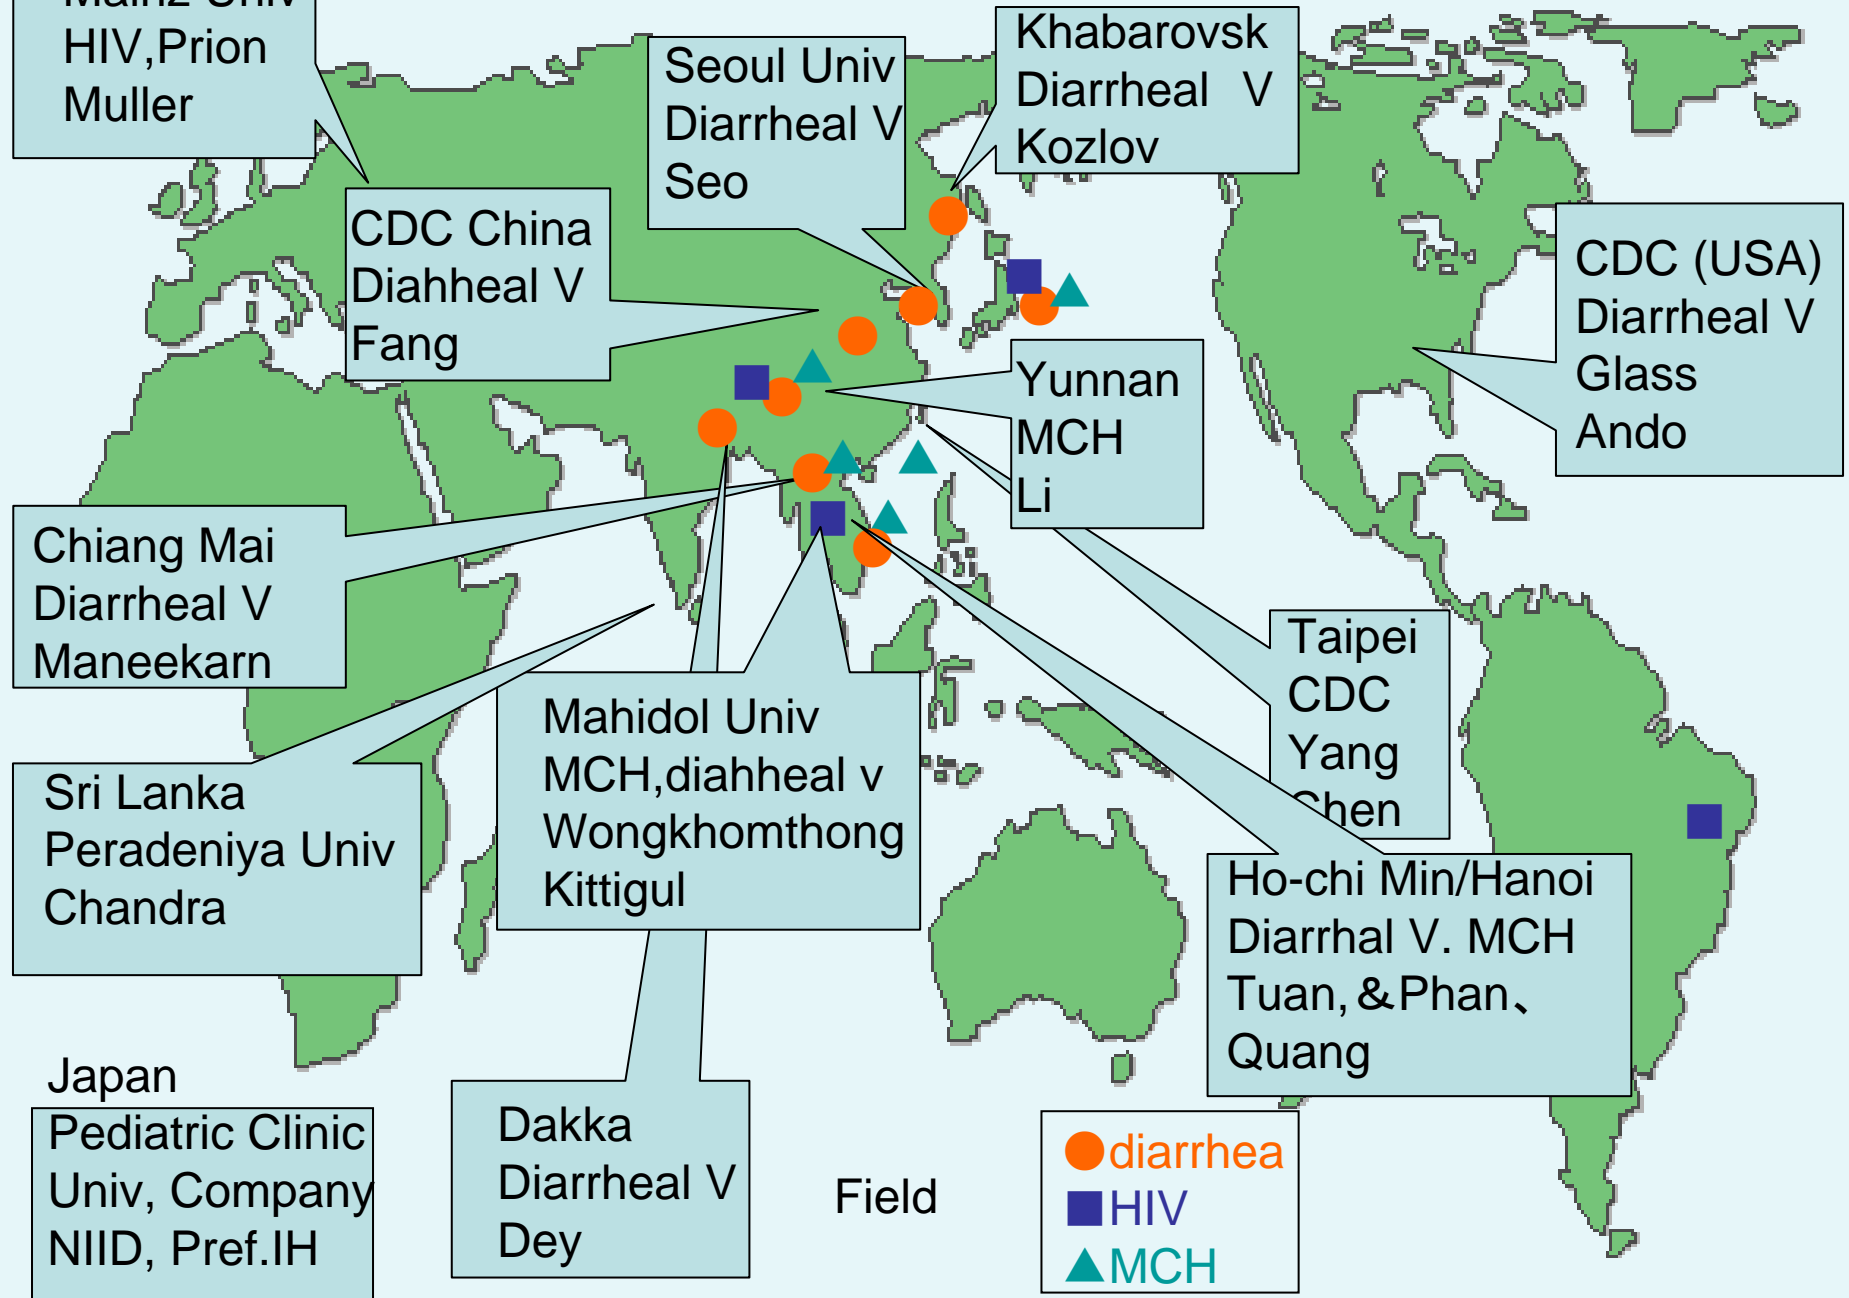 Mainz Univ
HIV,Prion
Muller
Seoul Univ
Diarrheal V
Seo
Khabarovsk
Diarrheal V
Kozlov
CDC China
Diahheal V
Fang
CDC (USA)
Diarrheal V
Glass
Ando
Yunnan
MCH
Li
Chiang Mai
Diarrheal V
Maneekarn
Taipei
CDC
Yang
Chen
Mahidol Univ
MCH,diahheal v
Wongkhomthong
Kittigul
Sri Lanka
Peradeniya Univ
Chandra
Ho-chi Min/Hanoi
Diarrhal V. MCH
Tuan,&Phan、
Quang
Japan
Pediatric Clinic
Univ, Company
NIID, Pref.IH
Dakka
Diarrheal V
Dey
Field
diarrhea
HIV
MCH